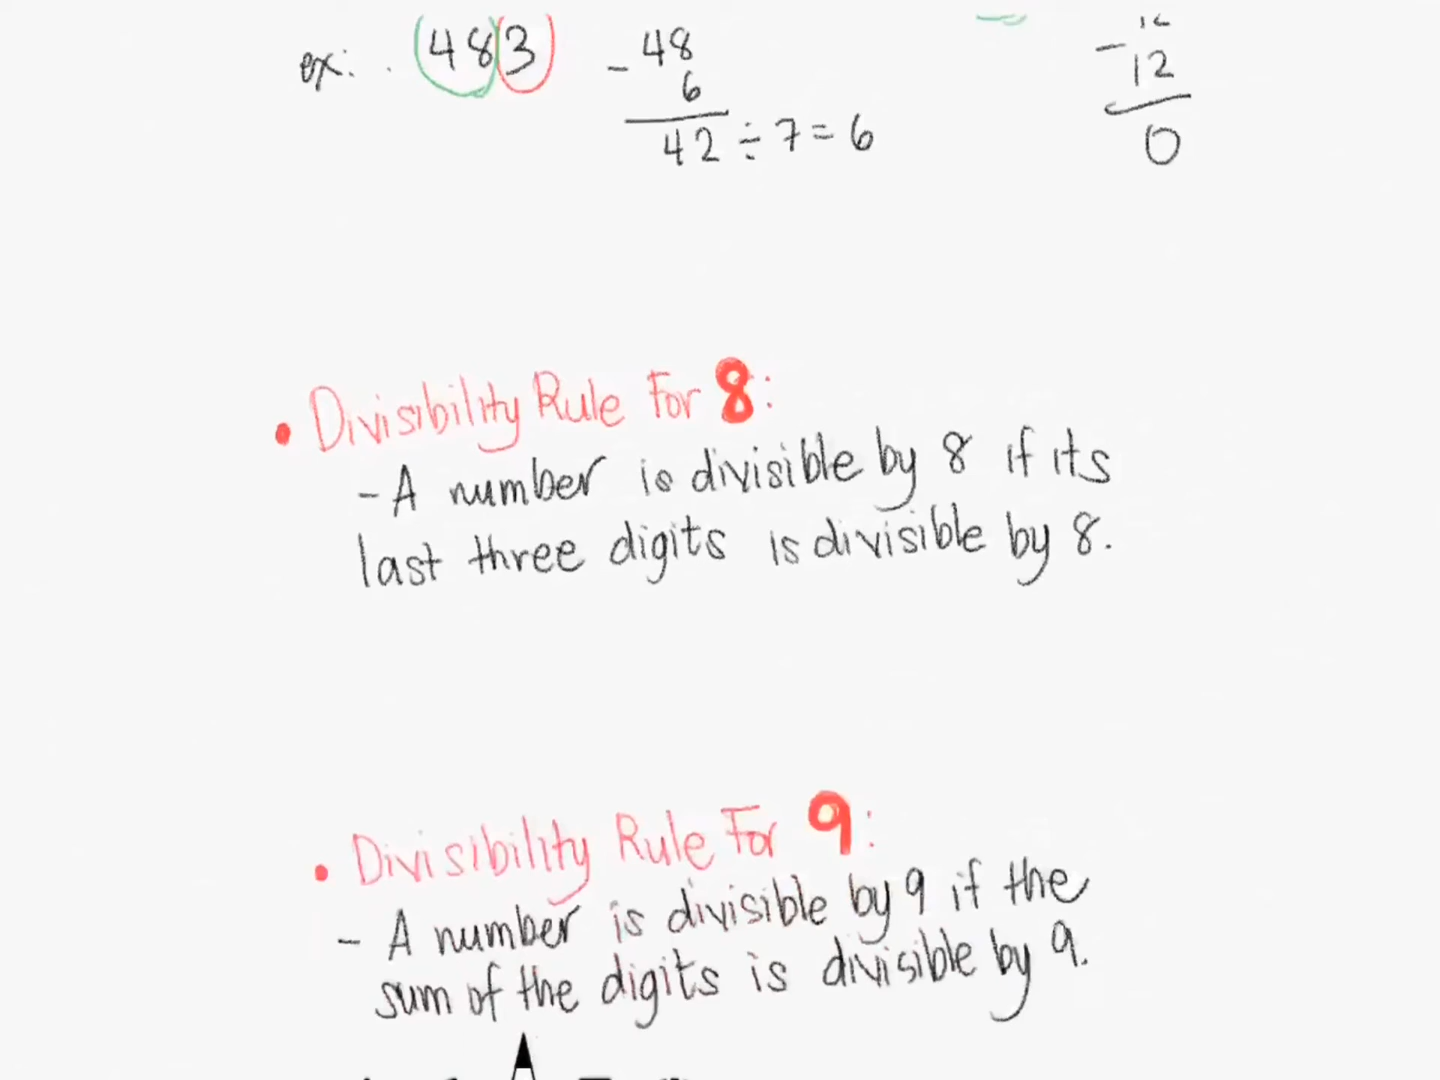 ex: 483 - 48
6
42 ÷ 7 = 6
- 12
0
• Divisibility Rule For 8:
- A number is divisible by 8 if its
last three digits is divisible by 8.
• Divisibility Rule For 9:
- A number is divisible by 9 if the
sum of the digits is divisible by 9.